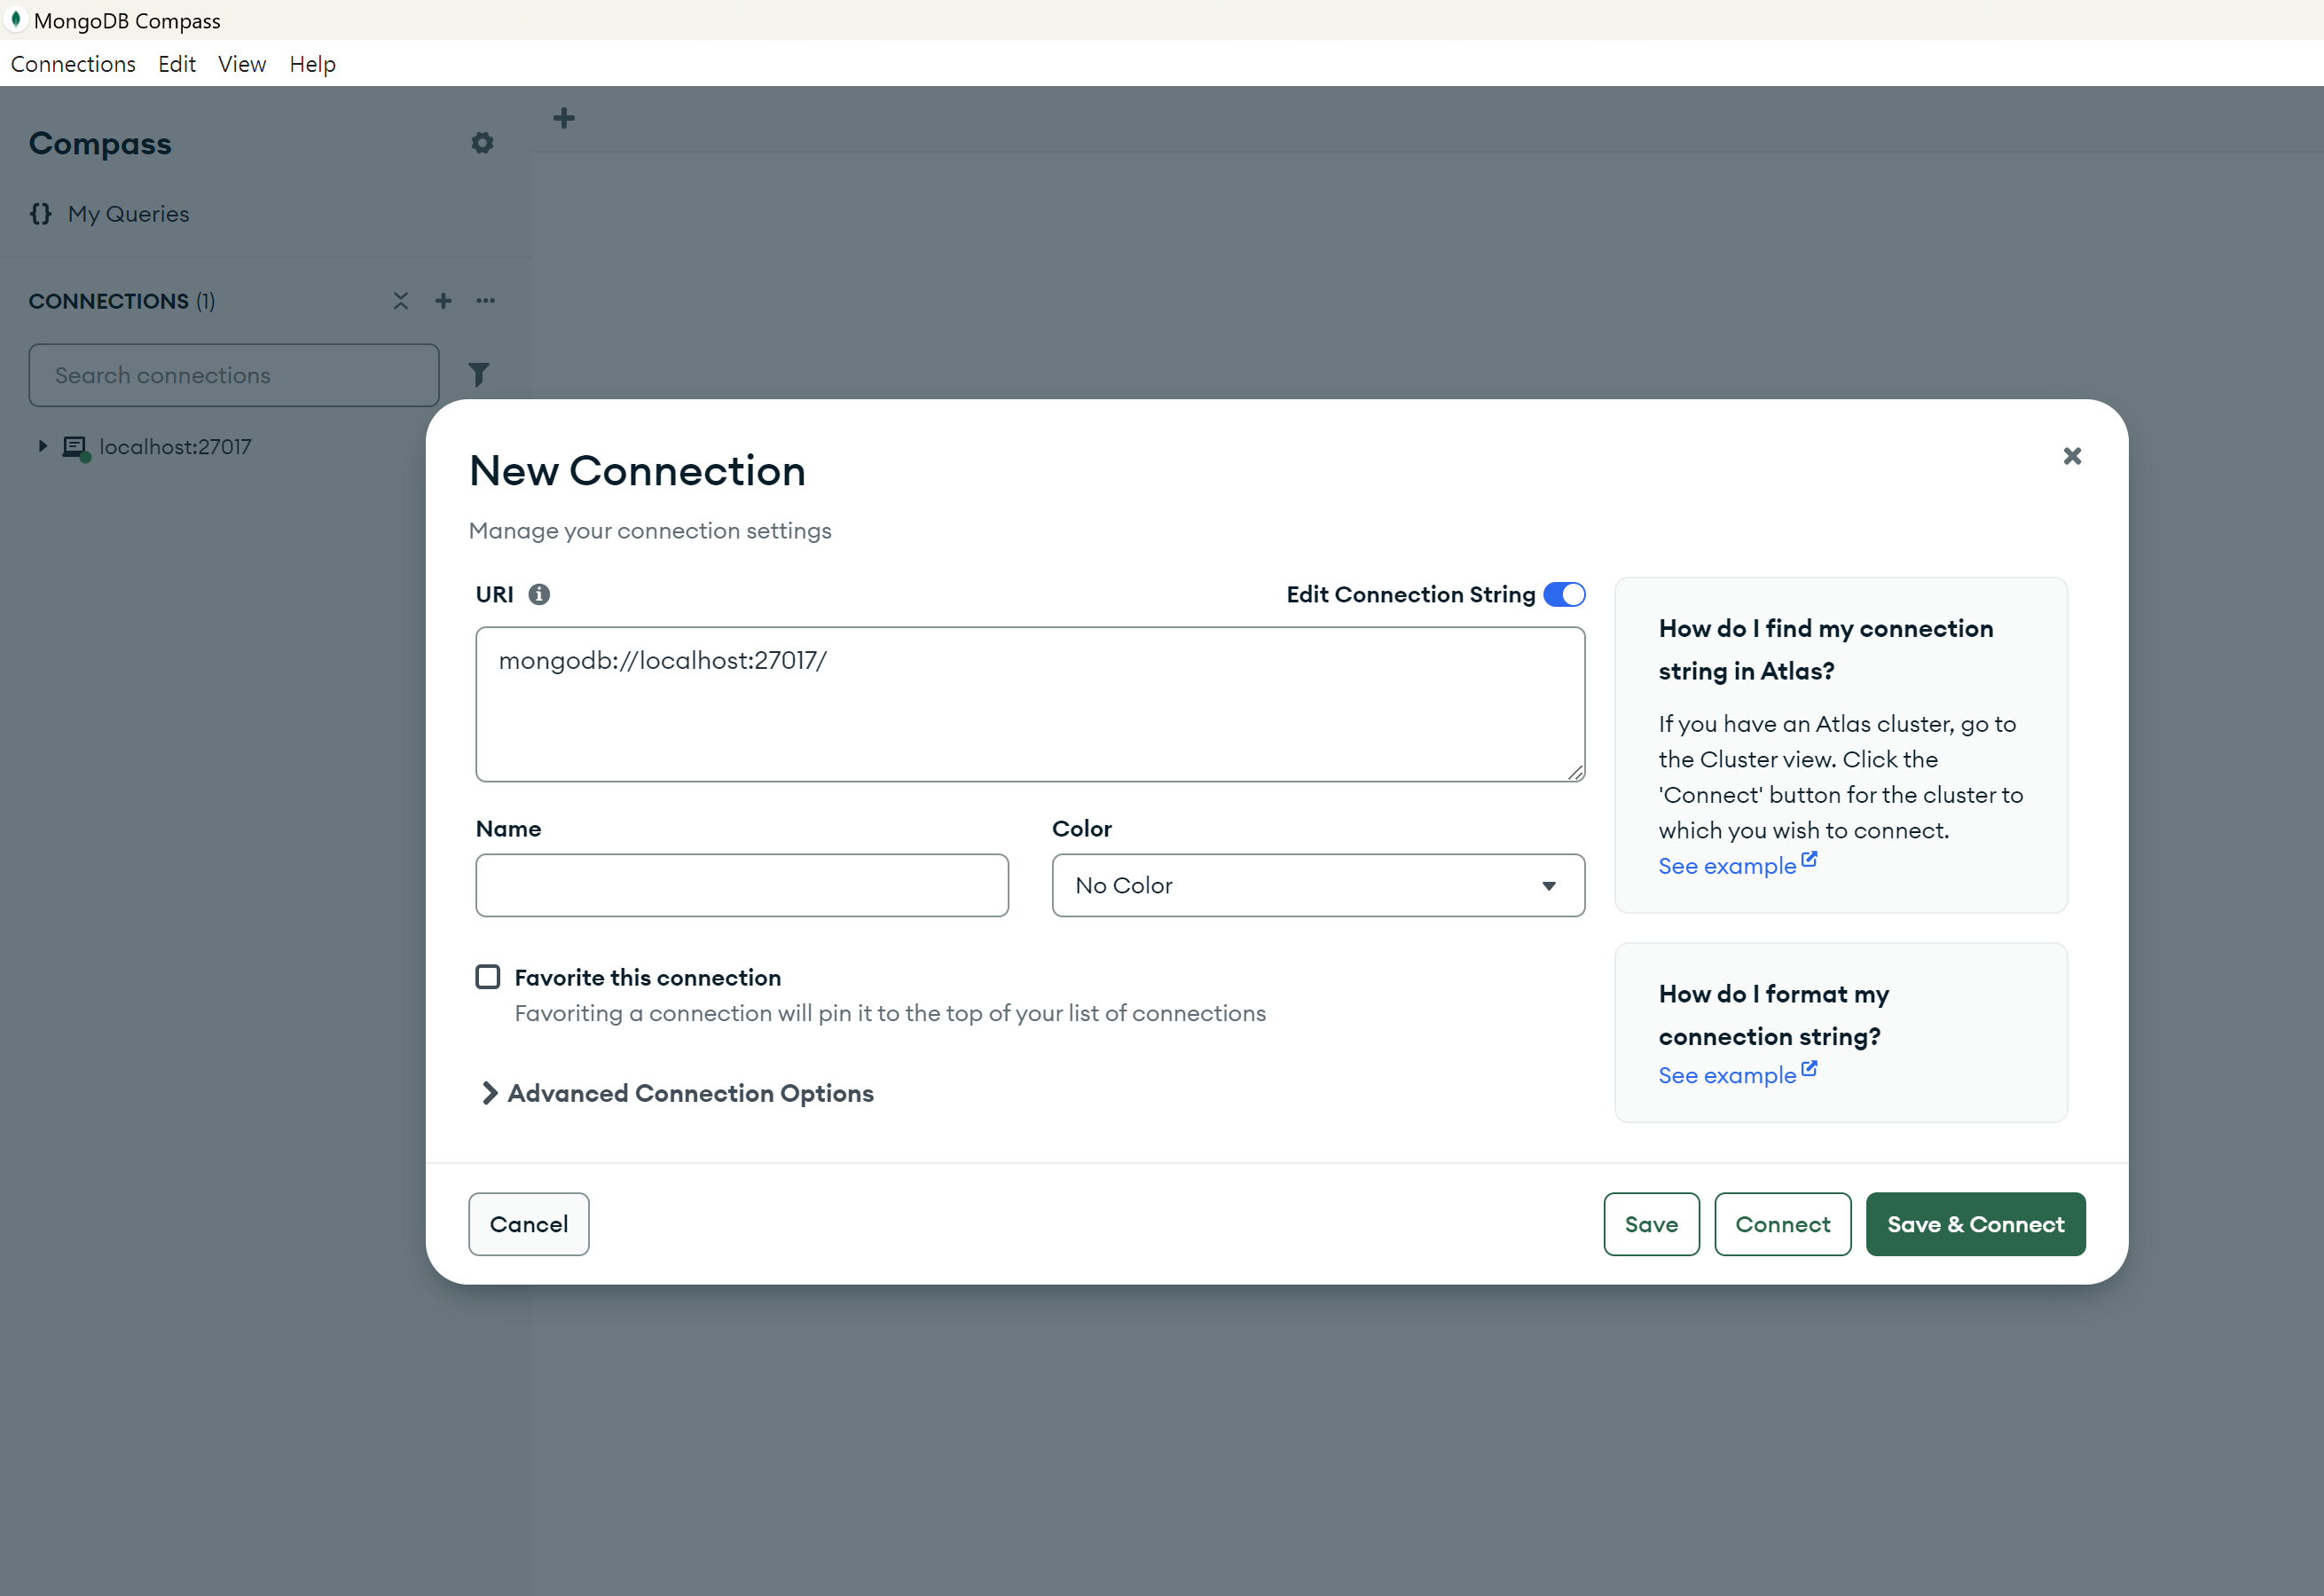 MongoDB Compass
Connections Edit View Help
Compass
{} My Queries
CONNECTIONS (1)
Search connections
localhost:27017
New Connection
Manage your connection settings
URI
Edit Connection String
mongodb://localhost:27017/
Name
Color
No Color
Favorite this connection
Favoriting a connection will pin it to the top of your list of connections
Advanced Connection Options
How do I find my connection
string in Atlas?
If you have an Atlas cluster, go to
the Cluster view. Click the
'Connect' button for the cluster to
which you wish to connect.
See example
How do I format my
connection string?
See example
Cancel
Save
Connect
Save & Connect